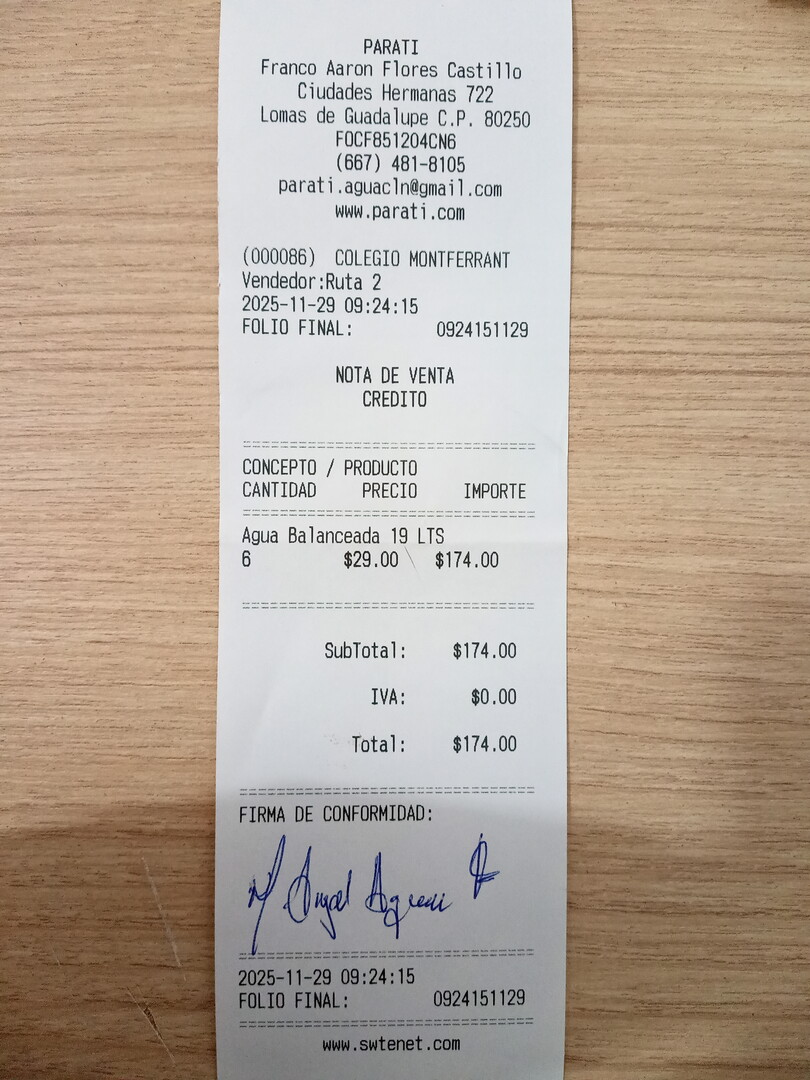 PARATI
Franco Aaron Flores Castillo
Ciudades Hermanas 722
Lomas de Guadalupe C.P. 80250
FOCF851204CN6
(667) 481-8105
parati.aguacln@gmail.com
www.parati.com
(000086) COLEGIO MONTFERRANT
Vendedor:Ruta 2
2025-11-29 09:24:15
FOLIO FINAL: 0924151129
NOTA DE VENTA
CREDITO
CONCEPTO / PRODUCTO
CANTIDAD PRECIO IMPORTE
Agua Balanceada 19 LTS
6 $29.00 $174.00
SubTotal: $174.00
IVA: $0.00
Total: $174.00
FIRMA DE CONFORMIDAD:
2025-11-29 09:24:15
FOLIO FINAL: 0924151129
www.swtenet.com